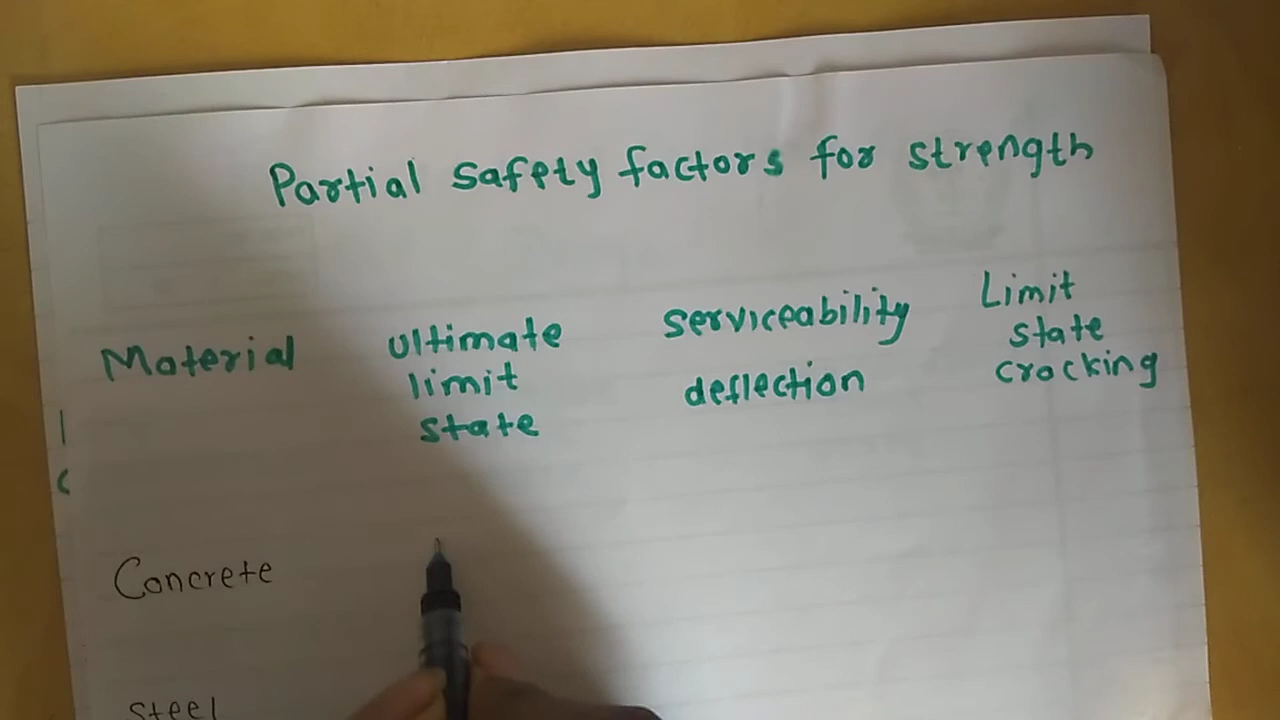 Partial safety factors for strength
Material
ultimate
limit
state
serviceability
deflection
Limit
state
cracking
Concrete
Steel